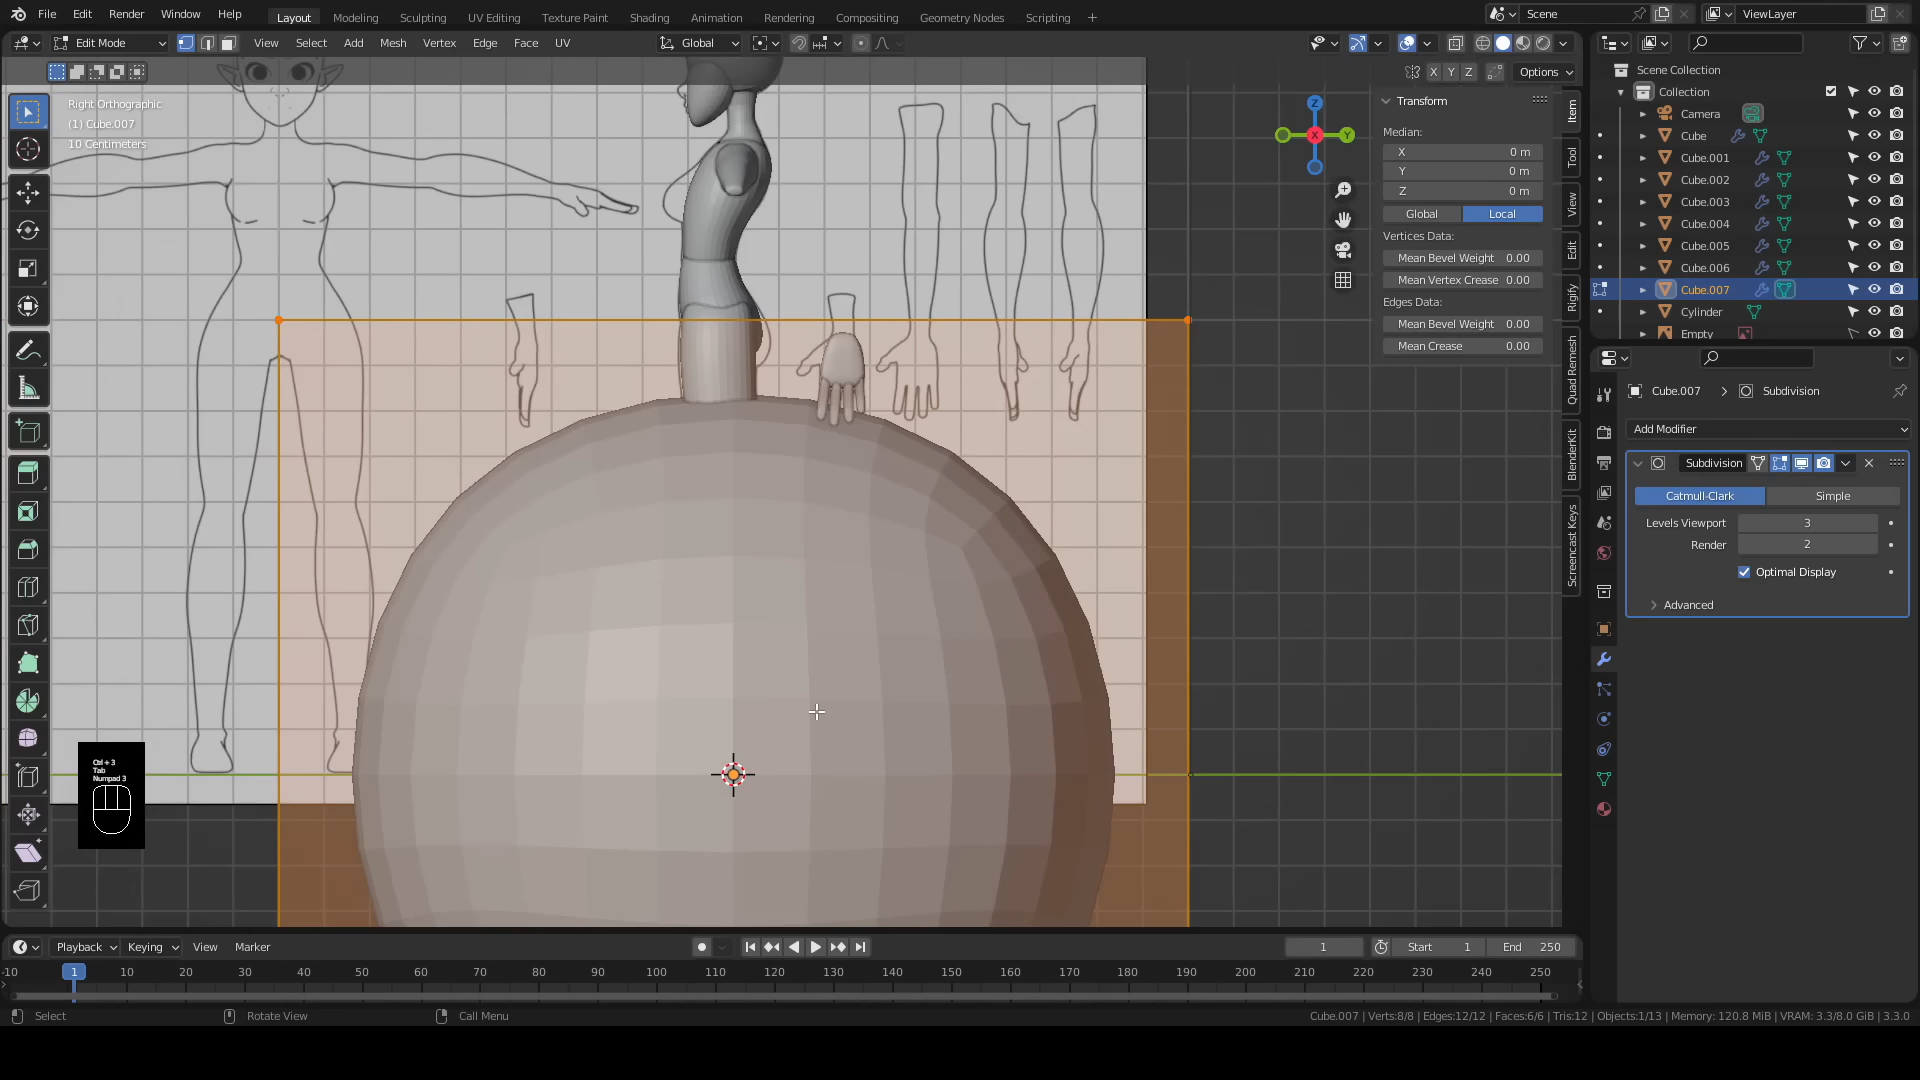 File Edit Render Window Help Layout Modeling Sculpting UV Editing Texture Paint Shading Animation Rendering Compositing Geometry Nodes Scripting + Scene ViewLayer
Edit Mode View Select Add Mesh Vertex Edge Face UV Global
X Y Z Options
Right Orthographic
(1) Cube.007
10 Centimeters
Z
X
Y
Transform
Median:
X 0 m
Y 0 m
Z 0 m
Global Local
Vertices Data:
Mean Bevel Weight 0.00
Mean Vertex Crease 0.00
Edges Data:
Mean Bevel Weight 0.00
Mean Crease 0.00
Item
Tool
View
Edit
Rigify
Quad Remesh
BlenderKit
Screencast Keys
Scene Collection
Collection
Camera
Cube
Cube.001
Cube.002
Cube.003
Cube.004
Cube.005
Cube.006
Cube.007
Cylinder
Empty
Cube.007 > Subdivision
Add Modifier
Subdivision
Catmull-Clark Simple
Levels Viewport 3
Render 2
Optimal Display
Advanced
Ctrl + 3
Tab
Numpad 3
Playback Keying View Marker 1 Start 1 End 250
-10 1 10 20 30 40 50 60 70 80 90 100 110 120 130 140 150 160 170 180 190 200 210 220 230 240 250
Select Rotate View Call Menu Cube.007 | Verts:8/8 | Edges:12/12 | Faces:6/6 | Tris:12 | Objects:1/13 | Memory: 120.8 MiB | VRAM: 3.3/8.0 GiB | 3.3.0